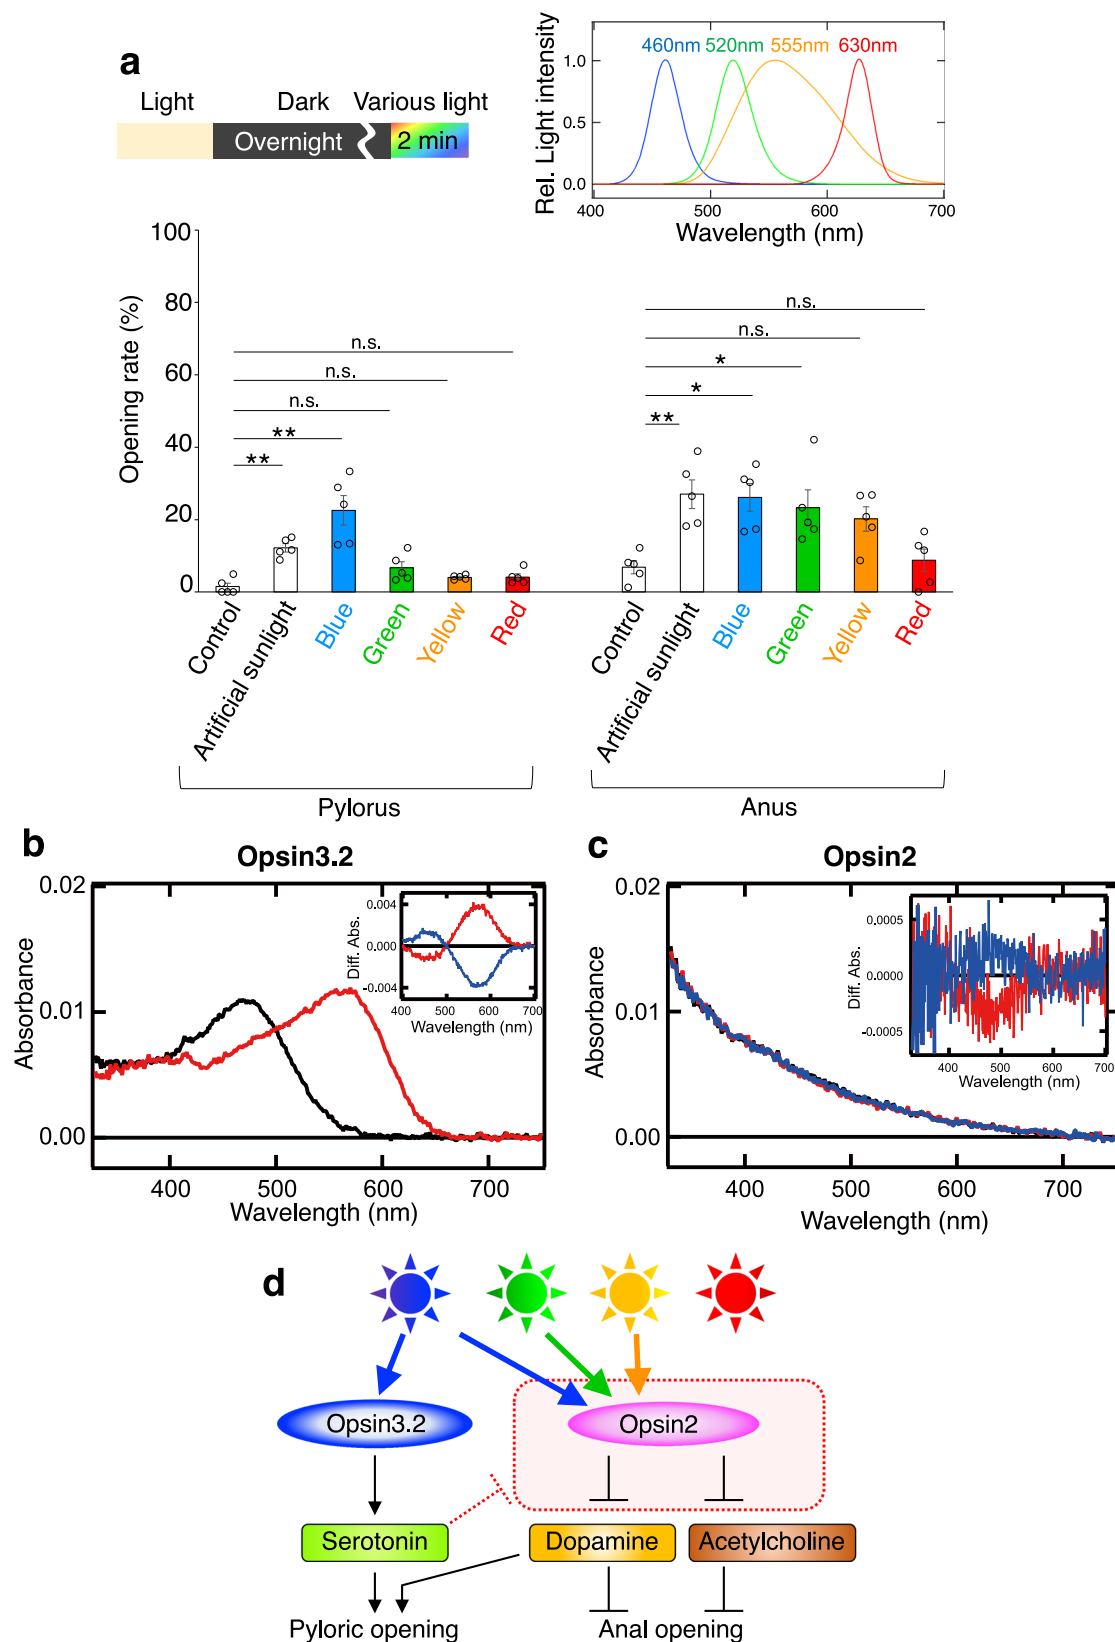 a
Light Dark Various light
Overnight 2 min
Rel. Light intensity
1.0
0.5
0.0
460nm 520nm 555nm 630nm
400 500 600 700
Wavelength (nm)
Opening rate (%)
100
80
60
40
20
0
n.s.
n.s.
n.s.
**
**
n.s.
n.s.
*
*
**
Control
Artificial sunlight
Blue
Green
Yellow
Red
Control
Artificial sunlight
Blue
Green
Yellow
Red
Pylorus Anus
b
Opsin3.2
Absorbance
0.02
0.01
0.00
400 500 600 700
Wavelength (nm)
Diff. Abs.
0.004
0.000
-0.004
400 500 600 700
Wavelength (nm)
c
Opsin2
Absorbance
0.02
0.01
0.00
400 500 600 700
Wavelength (nm)
Diff. Abs.
0.0005
0.0000
-0.0005
400 500 600 700
Wavelength (nm)
d
Opsin3.2 Opsin2
Serotonin Dopamine Acetylcholine
Pyloric opening Anal opening